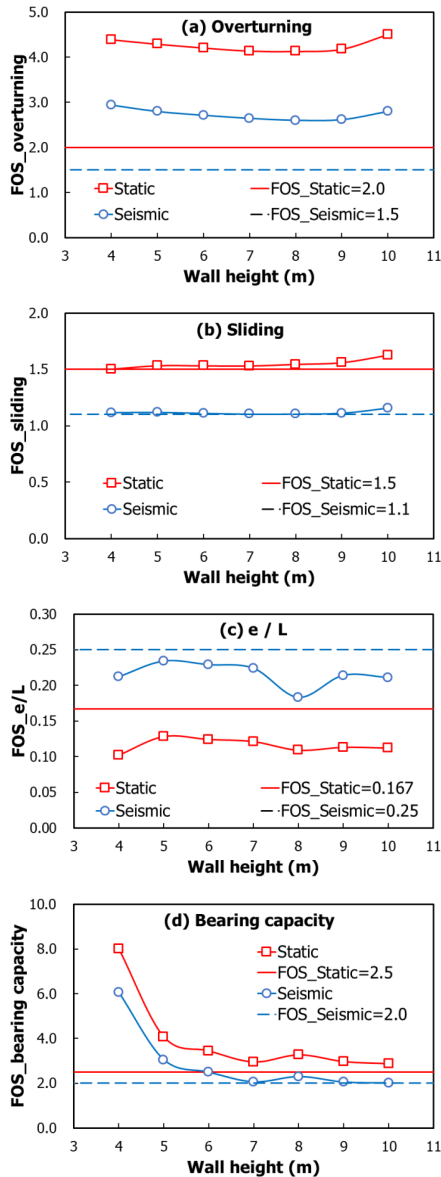 5.0
(a) Overturning
4.0
3.0
2.0
1.0
0.0
FOS_overturning
Static
FOS_Static=2.0
Seismic
FOS_Seismic=1.5
3 4 5 6 7 8 9 10 11
Wall height (m)
2.0
(b) Sliding
1.5
1.0
0.5
0.0
FOS_sliding
Static
FOS_Static=1.5
Seismic
FOS_Seismic=1.1
3 4 5 6 7 8 9 10 11
Wall height (m)
0.30
(c) e / L
0.25
0.20
0.15
0.10
0.05
0.00
FOS_e/L
Static
FOS_Static=0.167
Seismic
FOS_Seismic=0.25
3 4 5 6 7 8 9 10 11
Wall height (m)
10.0
(d) Bearing capacity
8.0
6.0
4.0
2.0
0.0
FOS_bearing capacity
Static
FOS_Static=2.5
Seismic
FOS_Seismic=2.0
3 4 5 6 7 8 9 10 11
Wall height (m)